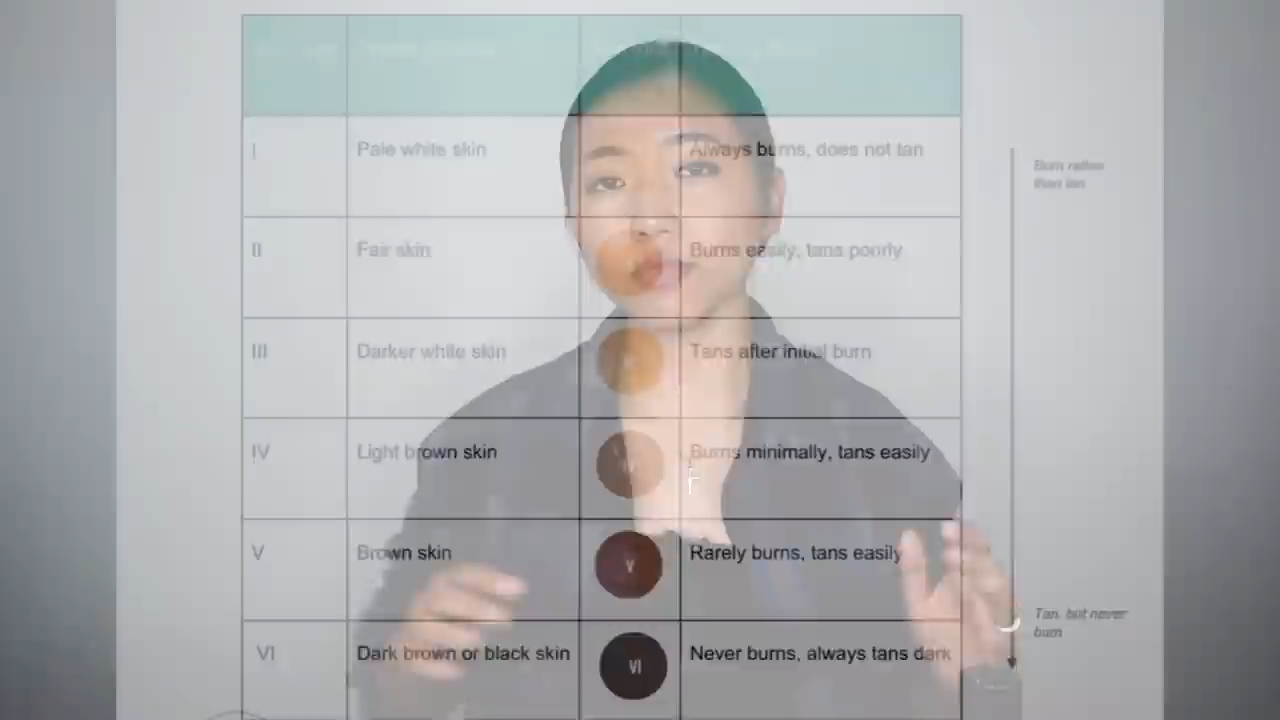 I Pale white skin Always burns, does not tan
Burn rather
than tan
II Fair skin Burns easily, tans poorly
III Darker white skin Tans after initial burn
IV Light brown skin IV Burns minimally, tans easily
V Brown skin V Rarely burns, tans easily
Tan, but never
burn
VI Dark brown or black skin VI Never burns, always tans dark